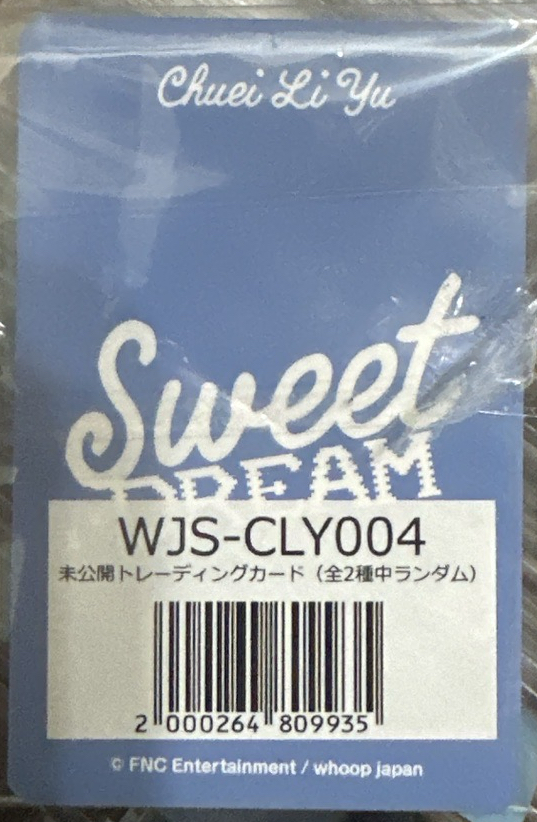 Chuei Li Yu
Sweet
DREAM
WJS-CLY004
未公開トレーディングカード（全2種中ランダム）
2 000264 809935
© FNC Entertainment / whoop japan